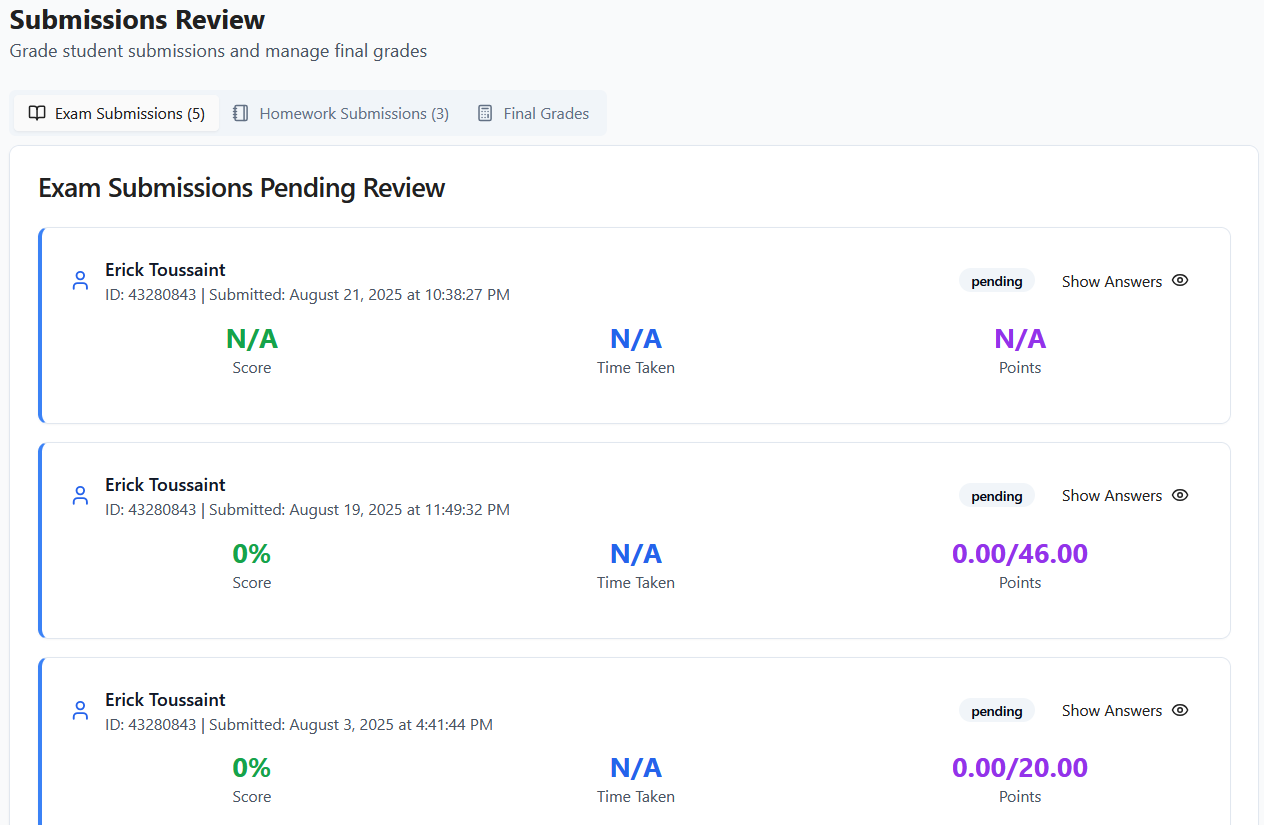 Submissions Review
Grade student submissions and manage final grades
Exam Submissions (5) Homework Submissions (3) Final Grades
Exam Submissions Pending Review
Erick Toussaint
ID: 43280843 | Submitted: August 21, 2025 at 10:38:27 PM
pending Show Answers
N/A N/A N/A
Score Time Taken Points
Erick Toussaint
ID: 43280843 | Submitted: August 19, 2025 at 11:49:32 PM
pending Show Answers
0% N/A 0.00/46.00
Score Time Taken Points
Erick Toussaint
ID: 43280843 | Submitted: August 3, 2025 at 4:41:44 PM
pending Show Answers
0% N/A 0.00/20.00
Score Time Taken Points